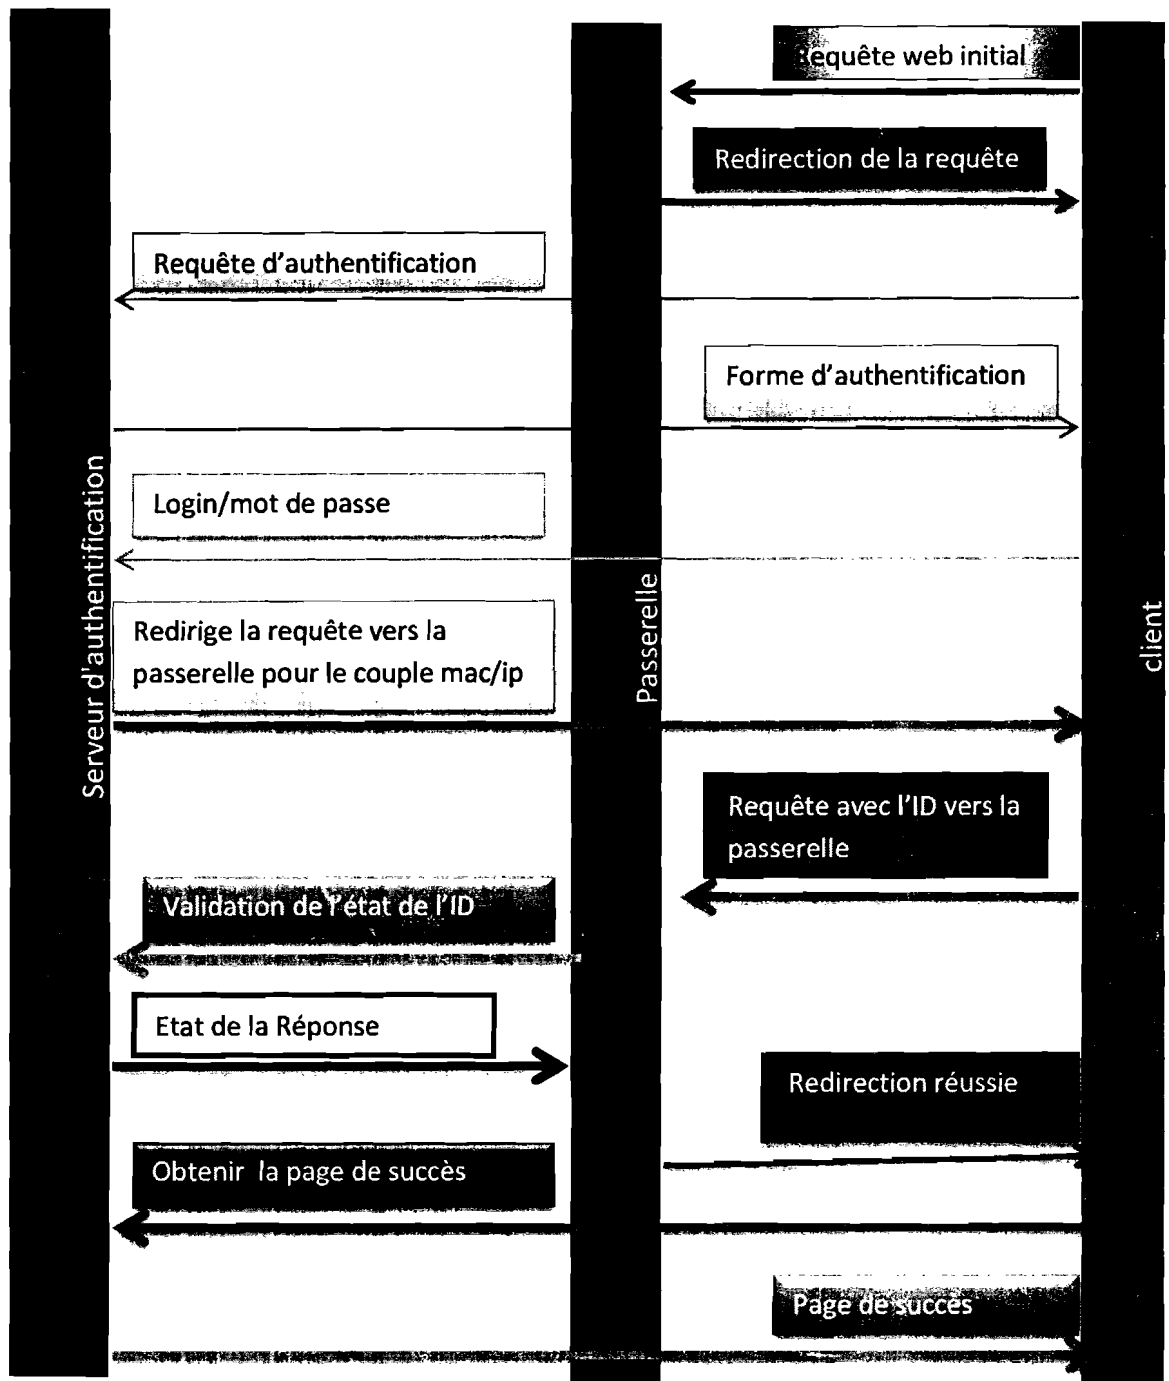 Requête web initial
Redirection de la requête
Requête d'authentification
Forme d'authentification
Login/mot de passe
Redirige la requête vers la
passerelle pour le couple mac/ip
Serveur d'authentification
Passerelle
client
Requête avec l'ID vers la
passerelle
Validation de l'état de l'ID
Etat de la Réponse
Redirection réussie
Obtenir la page de succès
Page de succès